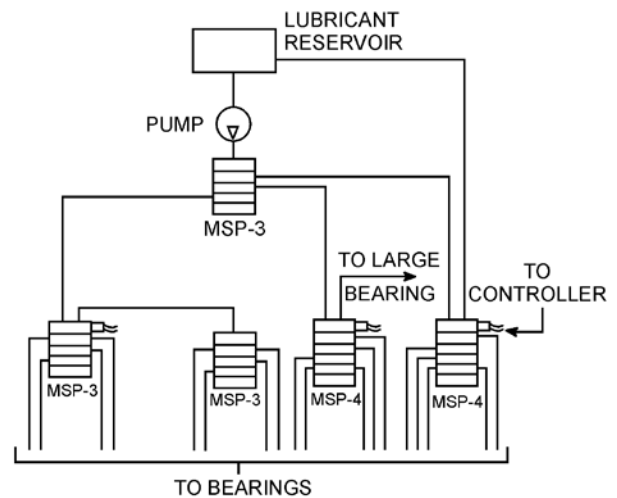 LUBRICANT
RESERVOIR
PUMP
MSP-3
TO LARGE
BEARING
TO
CONTROLLER
MSP-3
MSP-3
MSP-4
MSP-4
TO BEARINGS